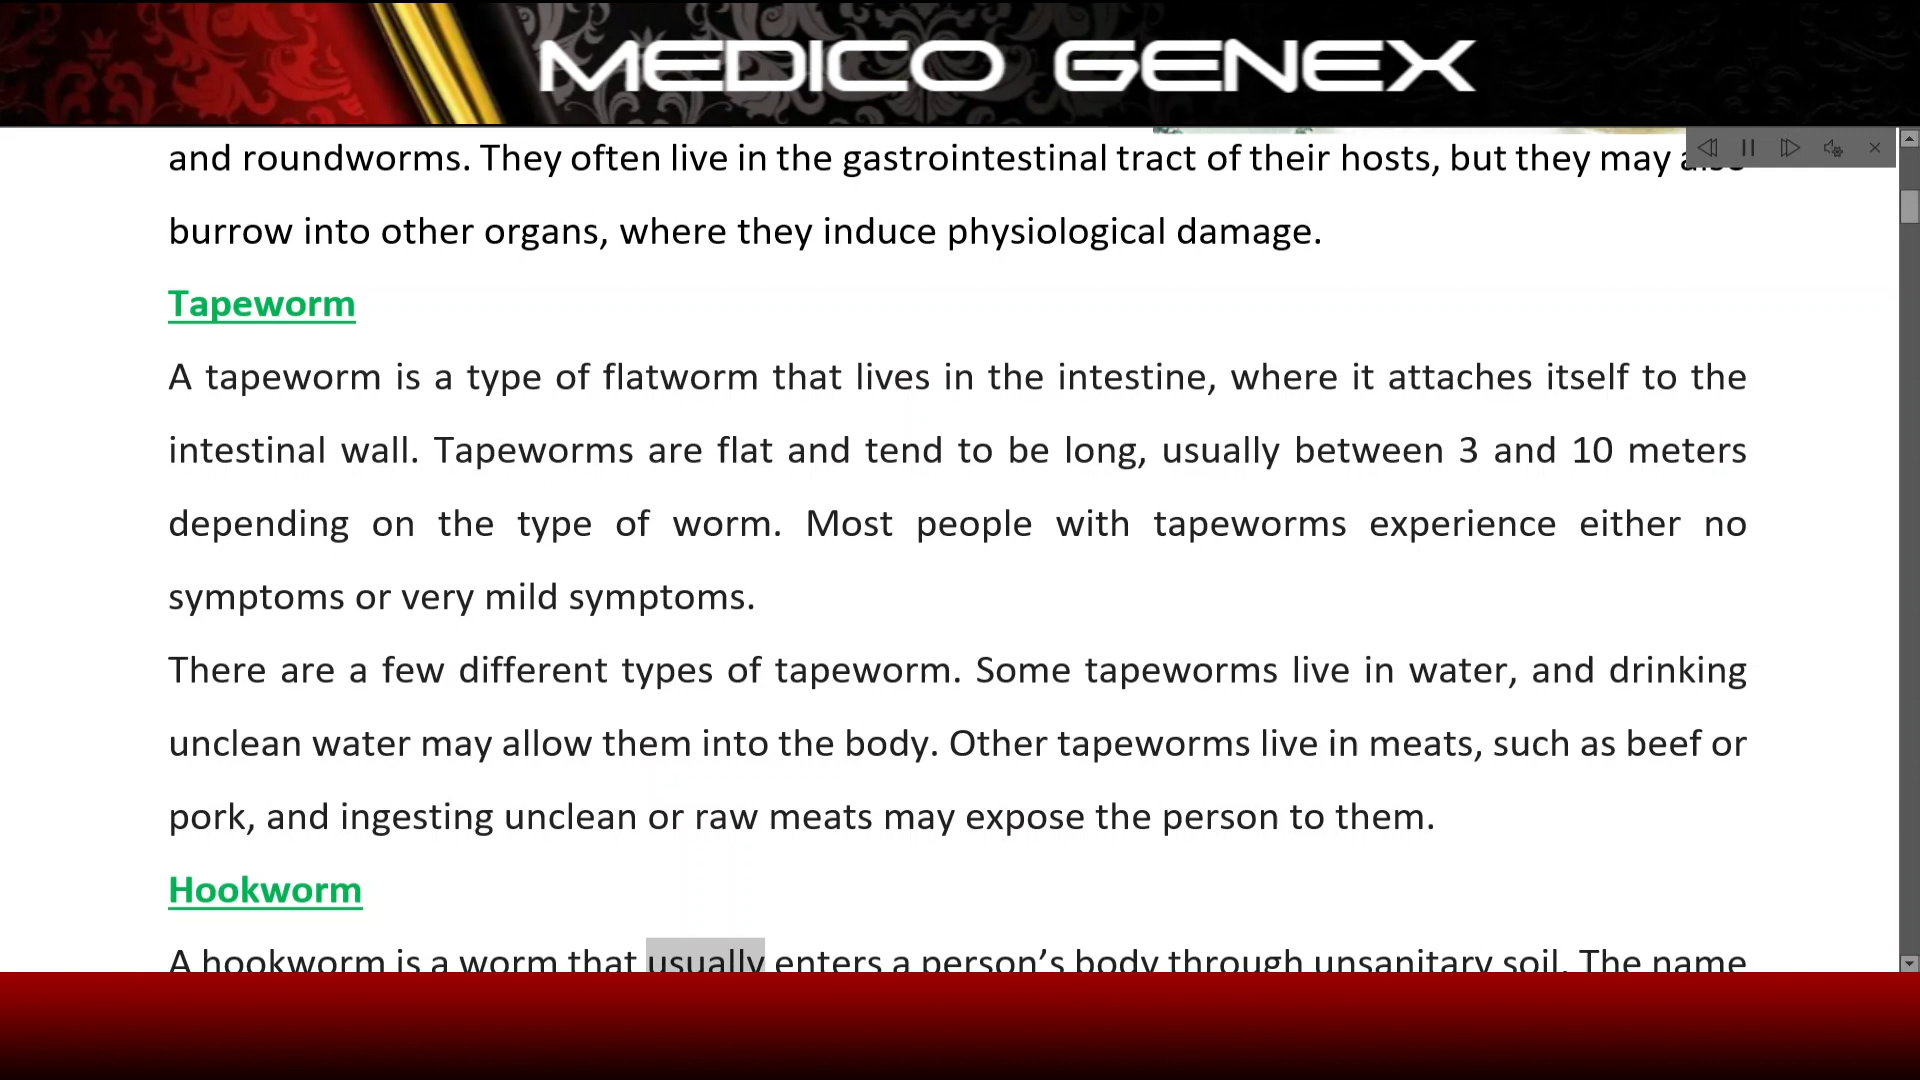 MEDICO GENEX
and roundworms. They often live in the gastrointestinal tract of their hosts, but they may also
burrow into other organs, where they induce physiological damage.
Tapeworm
A tapeworm is a type of flatworm that lives in the intestine, where it attaches itself to the
intestinal wall. Tapeworms are flat and tend to be long, usually between 3 and 10 meters
depending on the type of worm. Most people with tapeworms experience either no
symptoms or very mild symptoms.
There are a few different types of tapeworm. Some tapeworms live in water, and drinking
unclean water may allow them into the body. Other tapeworms live in meats, such as beef or
pork, and ingesting unclean or raw meats may expose the person to them.
Hookworm
A hookworm is a worm that usually enters a person’s body through unsanitary soil. The name